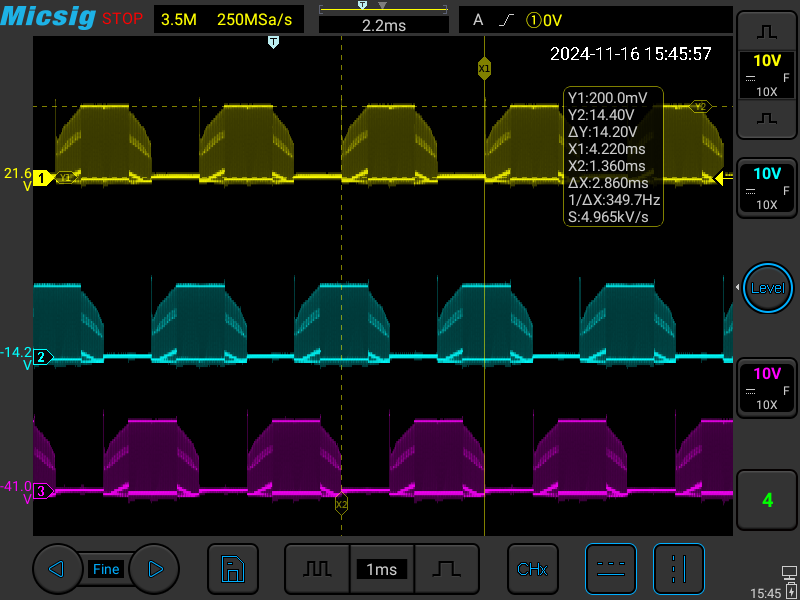 Micsig STOP 3.5M 250MSa/s T 2.2ms A ①0V
T
2024-11-16 15:45:57
X1
Y1:200.0mV
Y2:14.40V
ΔY:14.20V
X1:4.220ms
X2:1.360ms
ΔX:2.860ms
1/ΔX:349.7Hz
S:4.965kV/s
Y2
21.6
V
1
Y1
-14.2
V
2
-41.0
V
3
X2
10V
F
10X
10V
F
10X
Level
10V
F
10X
4
Fine
1ms
CHx
15:45